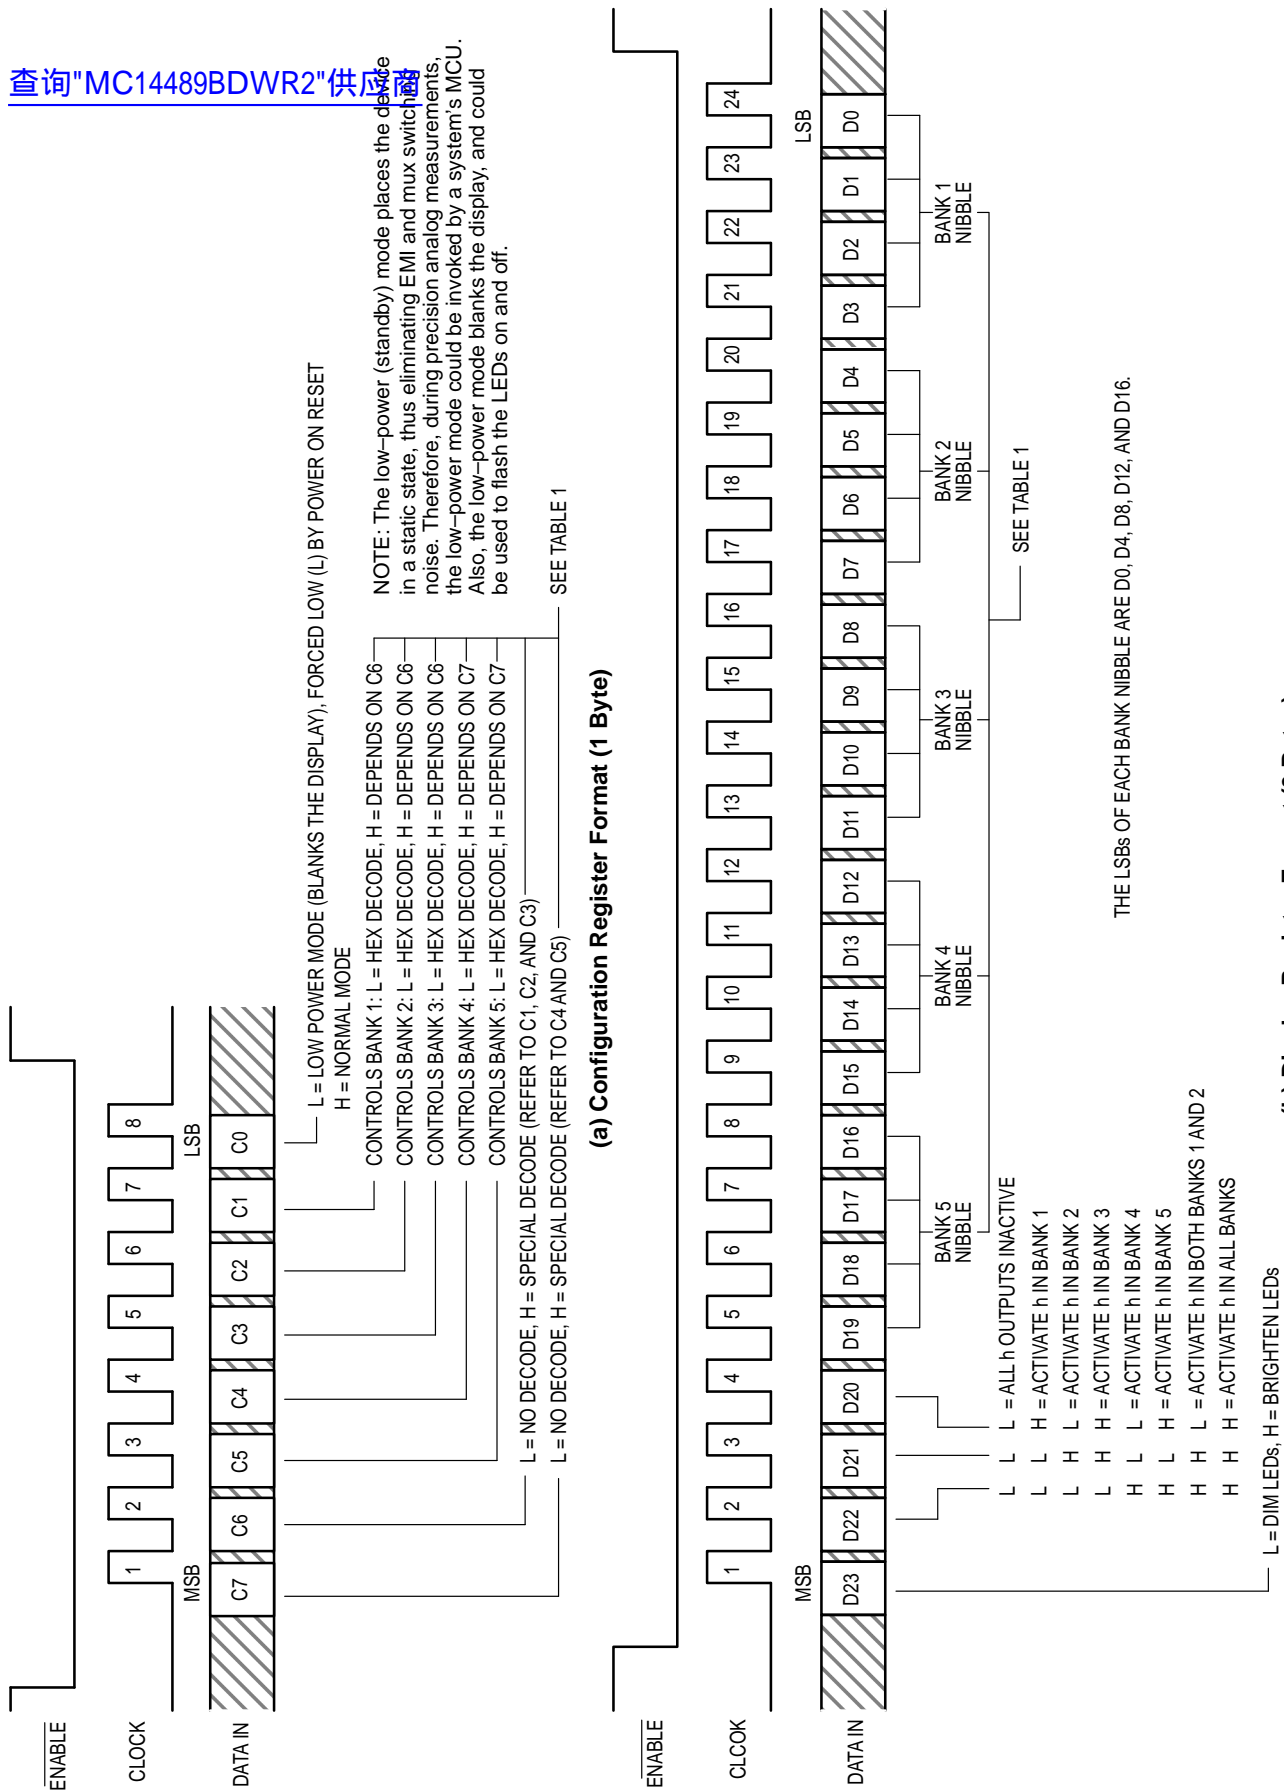 查询"MC14489BDWR2"供应商
ENABLE
CLOCK
1 2 3 4 5 6 7 8
MSB LSB
DATA IN
C7 C6 C5 C4 C3 C2 C1 C0
L = LOW POWER MODE (BLANKS THE DISPLAY), FORCED LOW (L) BY POWER ON RESET
H = NORMAL MODE
CONTROLS BANK 1: L = HEX DECODE, H = DEPENDS ON C6
CONTROLS BANK 2: L = HEX DECODE, H = DEPENDS ON C6
CONTROLS BANK 3: L = HEX DECODE, H = DEPENDS ON C6
CONTROLS BANK 4: L = HEX DECODE, H = DEPENDS ON C7
CONTROLS BANK 5: L = HEX DECODE, H = DEPENDS ON C7
L = NO DECODE, H = SPECIAL DECODE (REFER TO C1, C2, AND C3)
L = NO DECODE, H = SPECIAL DECODE (REFER TO C4 AND C5)
SEE TABLE 1
NOTE: The low–power (standby) mode places the device
in a static state, thus eliminating EMI and mux switching
noise. Therefore, during precision analog measurements,
the low–power mode could be invoked by a system's MCU.
Also, the low–power mode blanks the display, and could
be used to flash the LEDs on and off.
(a) Configuration Register Format (1 Byte)
ENABLE
CLCOK
1 2 3 4 5 6 7 8 9 10 11 12 13 14 15 16 17 18 19 20 21 22 23 24
MSB LSB
DATA IN
D23 D22 D21 D20 D19 D18 D17 D16 D15 D14 D13 D12 D11 D10 D9 D8 D7 D6 D5 D4 D3 D2 D1 D0
BANK 5 BANK 4 BANK 3 BANK 2 BANK 1
NIBBLE NIBBLE NIBBLE NIBBLE NIBBLE
SEE TABLE 1
L L L = ALL h OUTPUTS INACTIVE
L L H = ACTIVATE h IN BANK 1
L H L = ACTIVATE h IN BANK 2
L H H = ACTIVATE h IN BANK 3
H L L = ACTIVATE h IN BANK 4
H L H = ACTIVATE h IN BANK 5
H H L = ACTIVATE h IN BOTH BANKS 1 AND 2
H H H = ACTIVATE h IN ALL BANKS
THE LSBs OF EACH BANK NIBBLE ARE D0, D4, D8, D12, AND D16.
L = DIM LEDs, H = BRIGHTEN LEDs